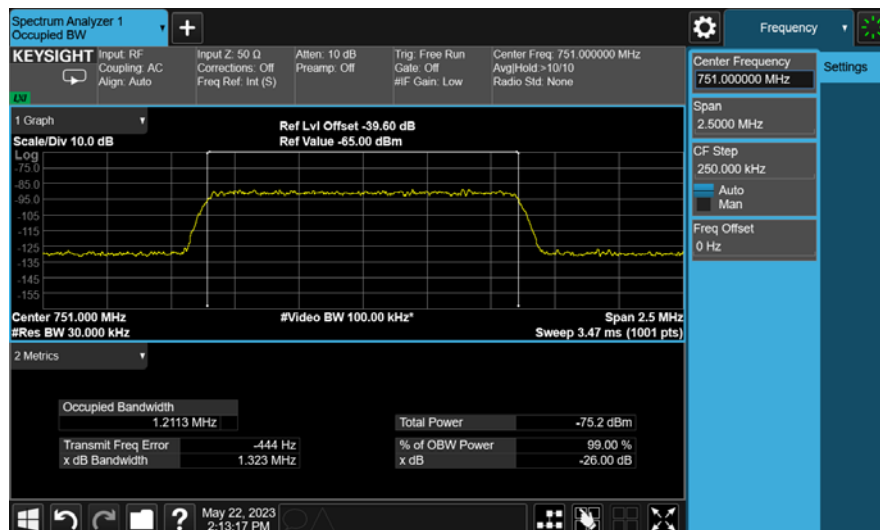 Spectrum Analyzer 1
Occupied BW
Frequency
KEYSIGHT
Input: RF
Coupling: AC
Align: Auto
Input Z: 50 Ω
Corrections: Off
Freq Ref: Int (S)
Atten: 10 dB
Preamp: Off
Trig: Free Run
Gate: Off
#IF Gain: Low
Center Freq: 751.000000 MHz
Avg|Hold:>10/10
Radio Std: None
LXI
Center Frequency
751.000000 MHz
Settings
Span
2.5000 MHz
CF Step
250.000 kHz
Auto
Man
Freq Offset
0 Hz
1 Graph
Scale/Div 10.0 dB
Ref Lvl Offset -39.60 dB
Ref Value -65.00 dBm
Log
-75.0
-85.0
-95.0
-105
-115
-125
-135
-145
-155
Center 751.000 MHz
#Res BW 30.000 kHz
#Video BW 100.00 kHz*
Span 2.5 MHz
Sweep 3.47 ms (1001 pts)
2 Metrics
Occupied Bandwidth
1.2113 MHz
Transmit Freq Error -444 Hz
x dB Bandwidth 1.323 MHz
Total Power -75.2 dBm
% of OBW Power 99.00 %
x dB -26.00 dB
?
May 22, 2023
2:13:17 PM